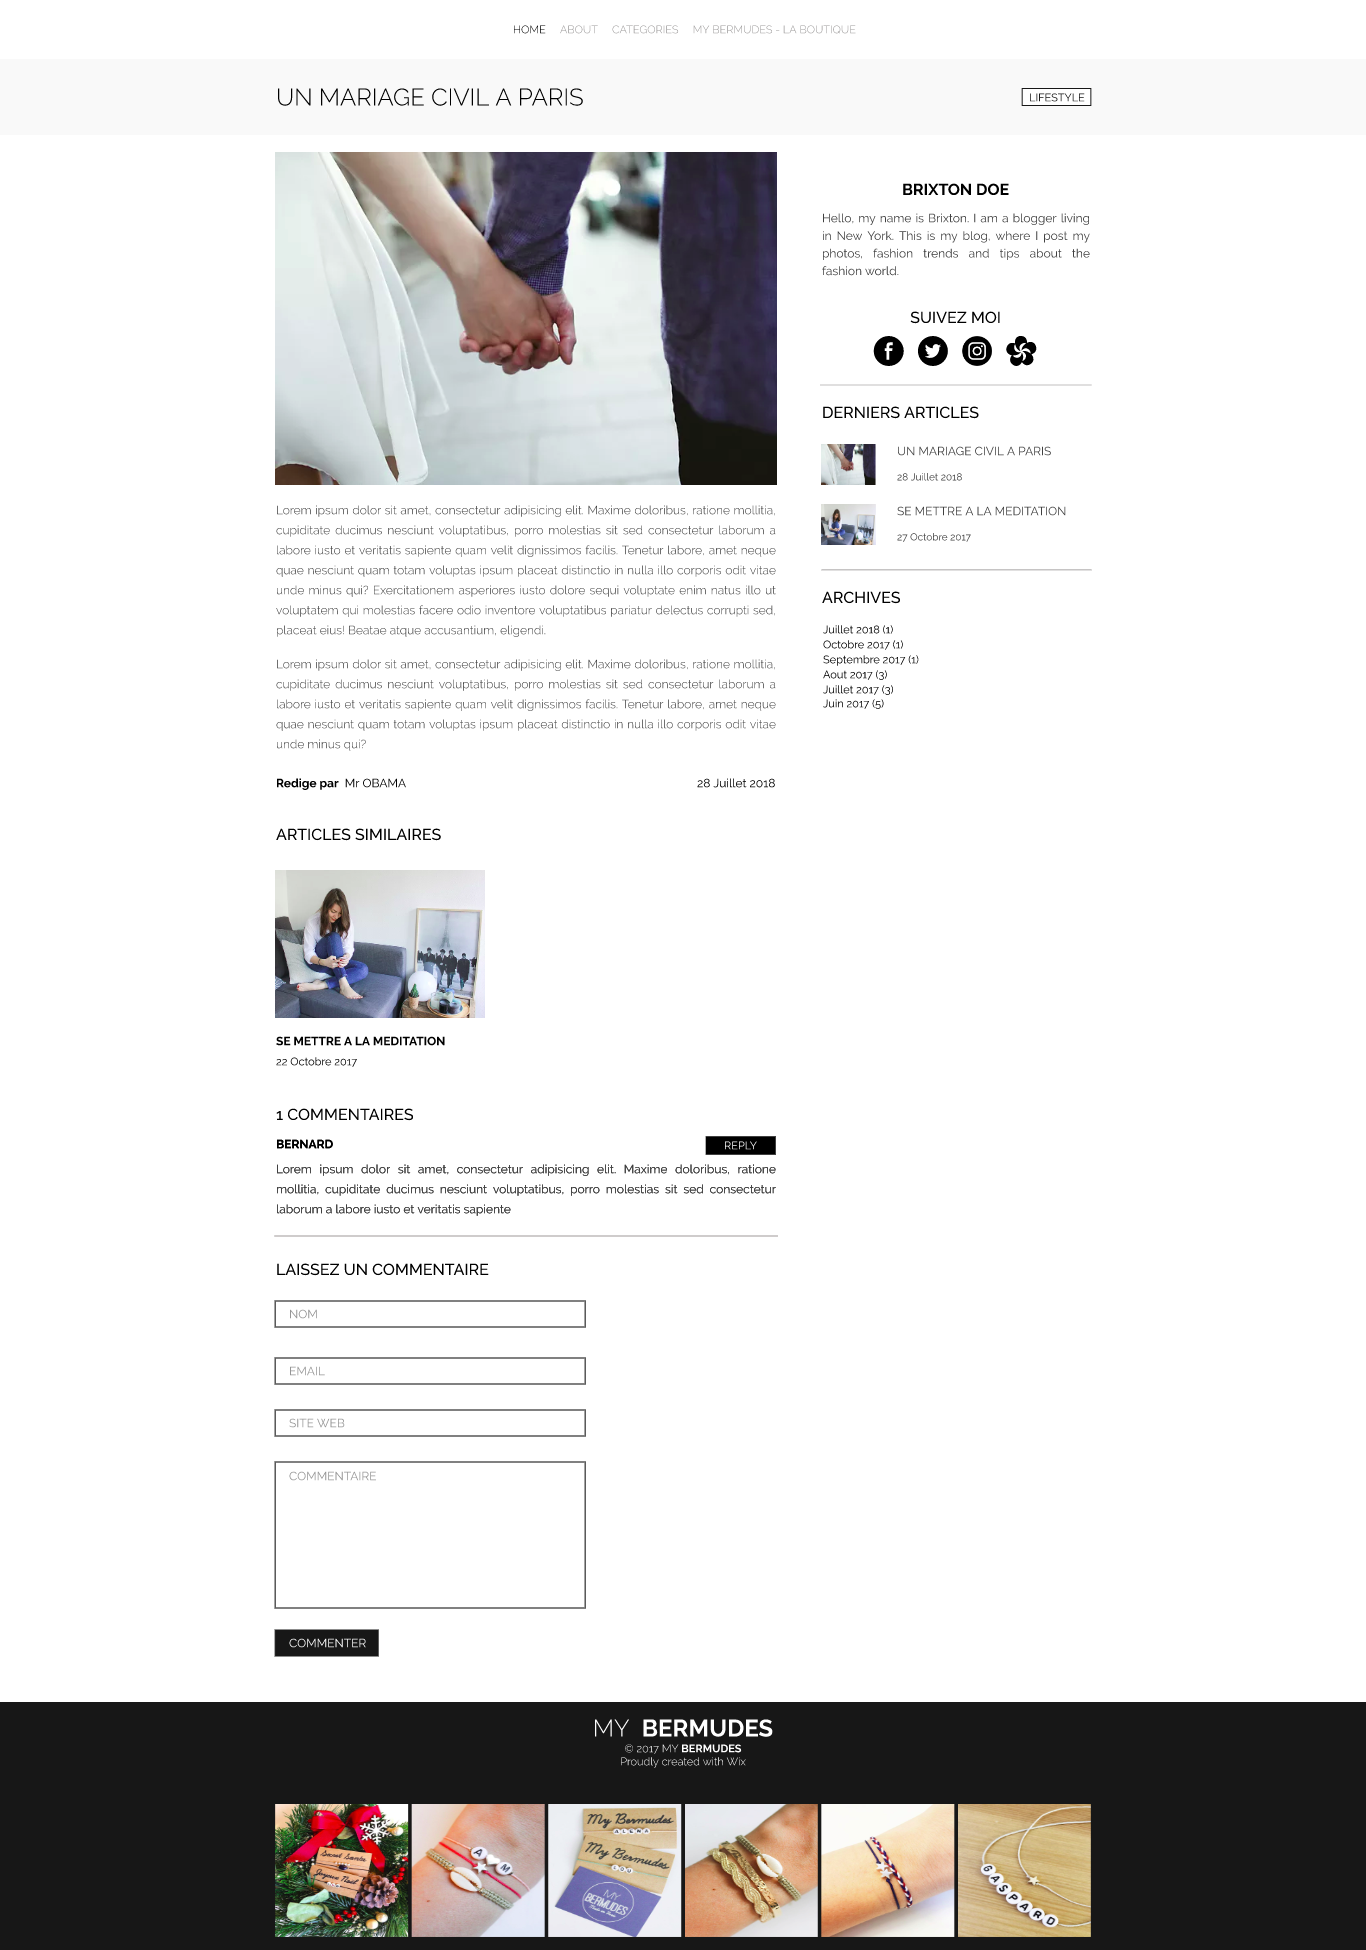 HOME ABOUT CATEGORIES MY BERMUDES - LA BOUTIQUE
UN MARIAGE CIVIL A PARIS
LIFESTYLE
Lorem ipsum dolor sit amet, consectetur adipisicing elit. Maxime doloribus, ratione mollitia,
cupiditate ducimus nesciunt voluptatibus, porro molestias sit sed consectetur laborum a
labore iusto et veritatis sapiente quam velit dignissimos facilis. Tenetur labore, amet neque
quae nesciunt quam totam voluptas ipsum placeat distinctio in nulla illo corporis odit vitae
unde minus qui? Exercitationem asperiores iusto dolore sequi voluptate enim natus illo ut
voluptatem qui molestias facere odio inventore voluptatibus pariatur delectus corrupti sed,
placeat eius! Beatae atque accusantium, eligendi.
Lorem ipsum dolor sit amet, consectetur adipisicing elit. Maxime doloribus, ratione mollitia,
cupiditate ducimus nesciunt voluptatibus, porro molestias sit sed consectetur laborum a
labore iusto et veritatis sapiente quam velit dignissimos facilis. Tenetur labore, amet neque
quae nesciunt quam totam voluptas ipsum placeat distinctio in nulla illo corporis odit vitae
unde minus qui?
Redige par Mr OBAMA
28 Juillet 2018
ARTICLES SIMILAIRES
SE METTRE A LA MEDITATION
22 Octobre 2017
1 COMMENTAIRES
BERNARD
REPLY
Lorem ipsum dolor sit amet, consectetur adipisicing elit. Maxime doloribus, ratione
mollitia, cupiditate ducimus nesciunt voluptatibus, porro molestias sit sed consectetur
laborum a labore iusto et veritatis sapiente
LAISSEZ UN COMMENTAIRE
NOM
EMAIL
SITE WEB
COMMENTAIRE
COMMENTER
BRIXTON DOE
Hello, my name is Brixton. I am a blogger living
in New York. This is my blog, where I post my
photos, fashion trends and tips about the
fashion world.
SUIVEZ MOI
DERNIERS ARTICLES
UN MARIAGE CIVIL A PARIS
28 Juillet 2018
SE METTRE A LA MEDITATION
27 Octobre 2017
ARCHIVES
Juillet 2018 (1)
Octobre 2017 (1)
Septembre 2017 (1)
Aout 2017 (3)
Juillet 2017 (3)
Juin 2017 (5)
MY BERMUDES
© 2017 MY BERMUDES
Proudly created with Wix
Secret Santa
Joyeux Noël
A M
My Bermudes
ALENA
My Bermudes
LOU
MY
BERMUDES
GASPARD